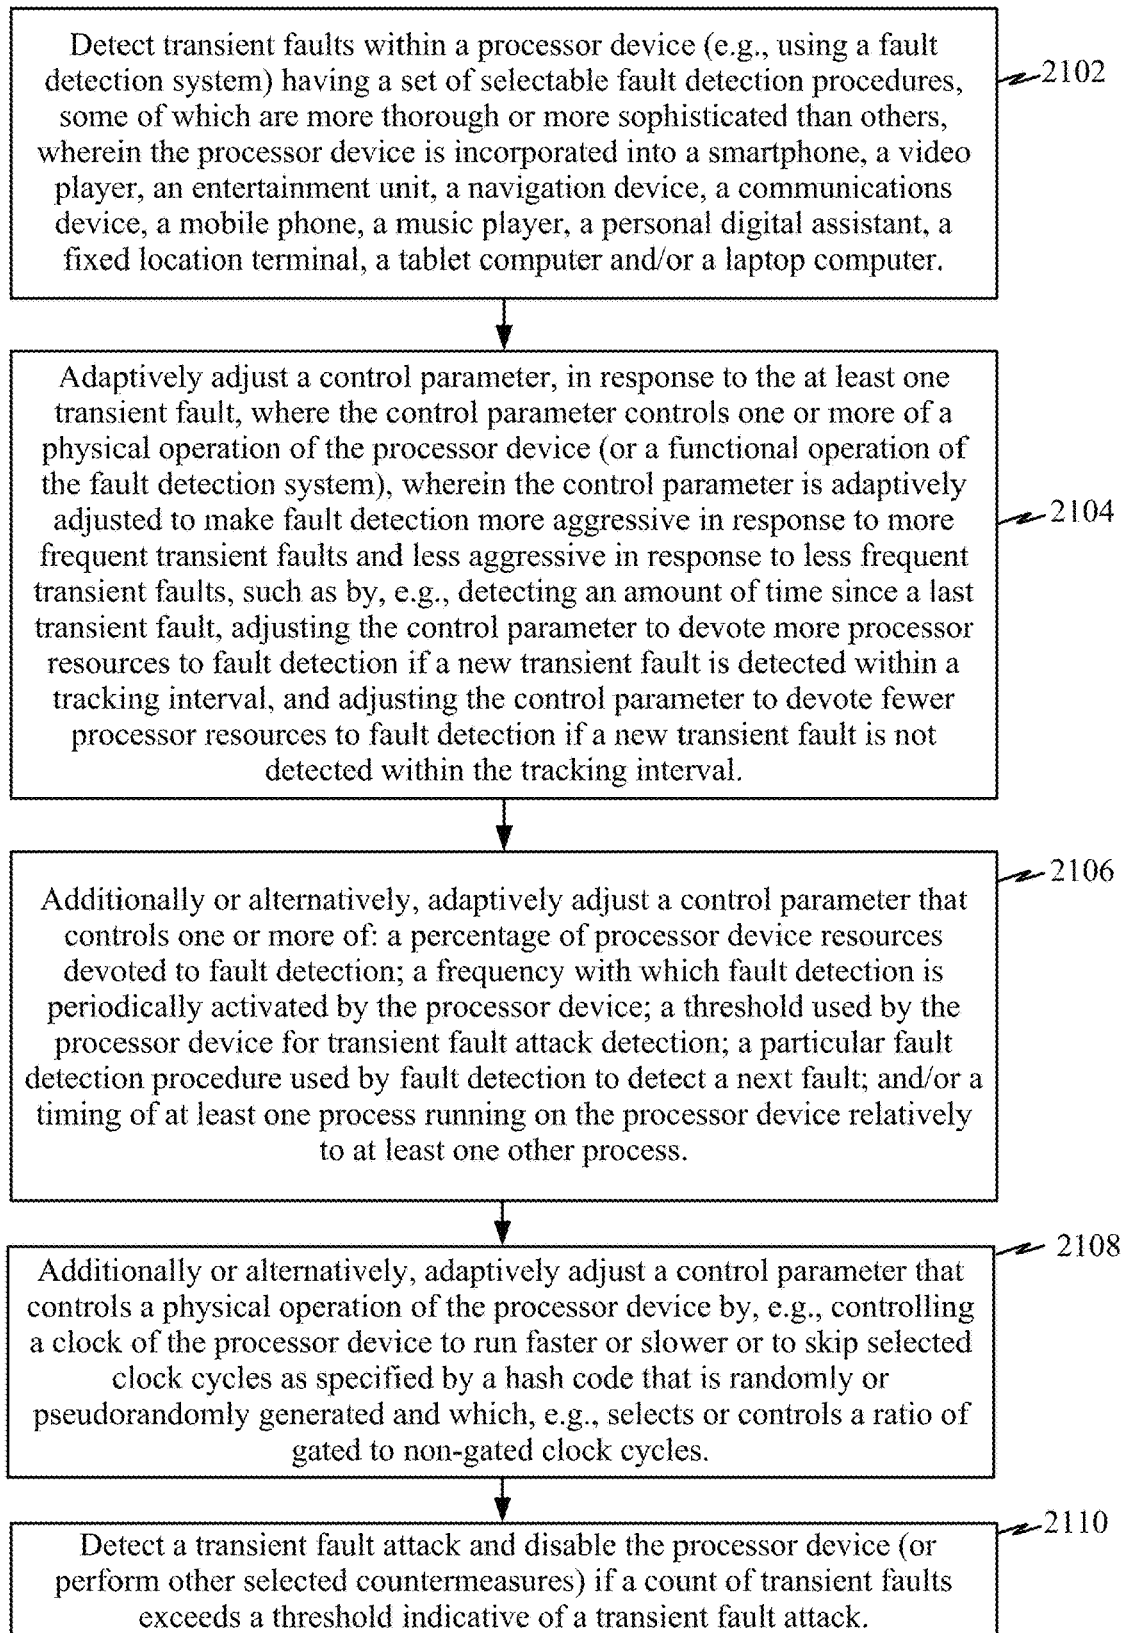 Detect transient faults within a processor device (e.g., using a fault
detection system) having a set of selectable fault detection procedures,
some of which are more thorough or more sophisticated than others,
wherein the processor device is incorporated into a smartphone, a video
player, an entertainment unit, a navigation device, a communications
device, a mobile phone, a music player, a personal digital assistant, a
fixed location terminal, a tablet computer and/or a laptop computer.
2102
Adaptively adjust a control parameter, in response to the at least one
transient fault, where the control parameter controls one or more of a
physical operation of the processor device (or a functional operation of
the fault detection system), wherein the control parameter is adaptively
adjusted to make fault detection more aggressive in response to more
frequent transient faults and less aggressive in response to less frequent
transient faults, such as by, e.g., detecting an amount of time since a last
transient fault, adjusting the control parameter to devote more processor
resources to fault detection if a new transient fault is detected within a
tracking interval, and adjusting the control parameter to devote fewer
processor resources to fault detection if a new transient fault is not
detected within the tracking interval.
2104
Additionally or alternatively, adaptively adjust a control parameter that
controls one or more of: a percentage of processor device resources
devoted to fault detection; a frequency with which fault detection is
periodically activated by the processor device; a threshold used by the
processor device for transient fault attack detection; a particular fault
detection procedure used by fault detection to detect a next fault; and/or a
timing of at least one process running on the processor device relatively
to at least one other process.
2106
Additionally or alternatively, adaptively adjust a control parameter that
controls a physical operation of the processor device by, e.g., controlling
a clock of the processor device to run faster or slower or to skip selected
clock cycles as specified by a hash code that is randomly or
pseudorandomly generated and which, e.g., selects or controls a ratio of
gated to non-gated clock cycles.
2108
Detect a transient fault attack and disable the processor device (or
perform other selected countermeasures) if a count of transient faults
exceeds a threshold indicative of a transient fault attack.
2110